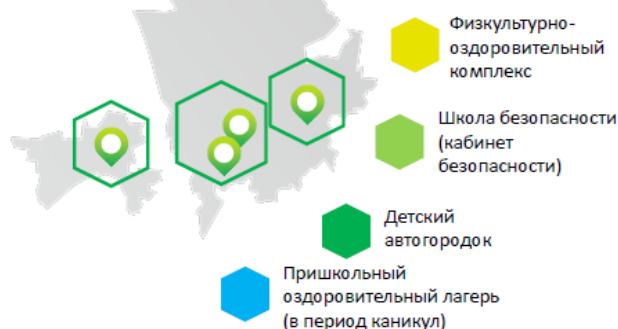 Физкультурно-
оздоровительный
комплекс
Школа безопасности
(кабинет
безопасности)
Детский
автогородок
Пришкольный
оздоровительный лагерь
(в период каникул)